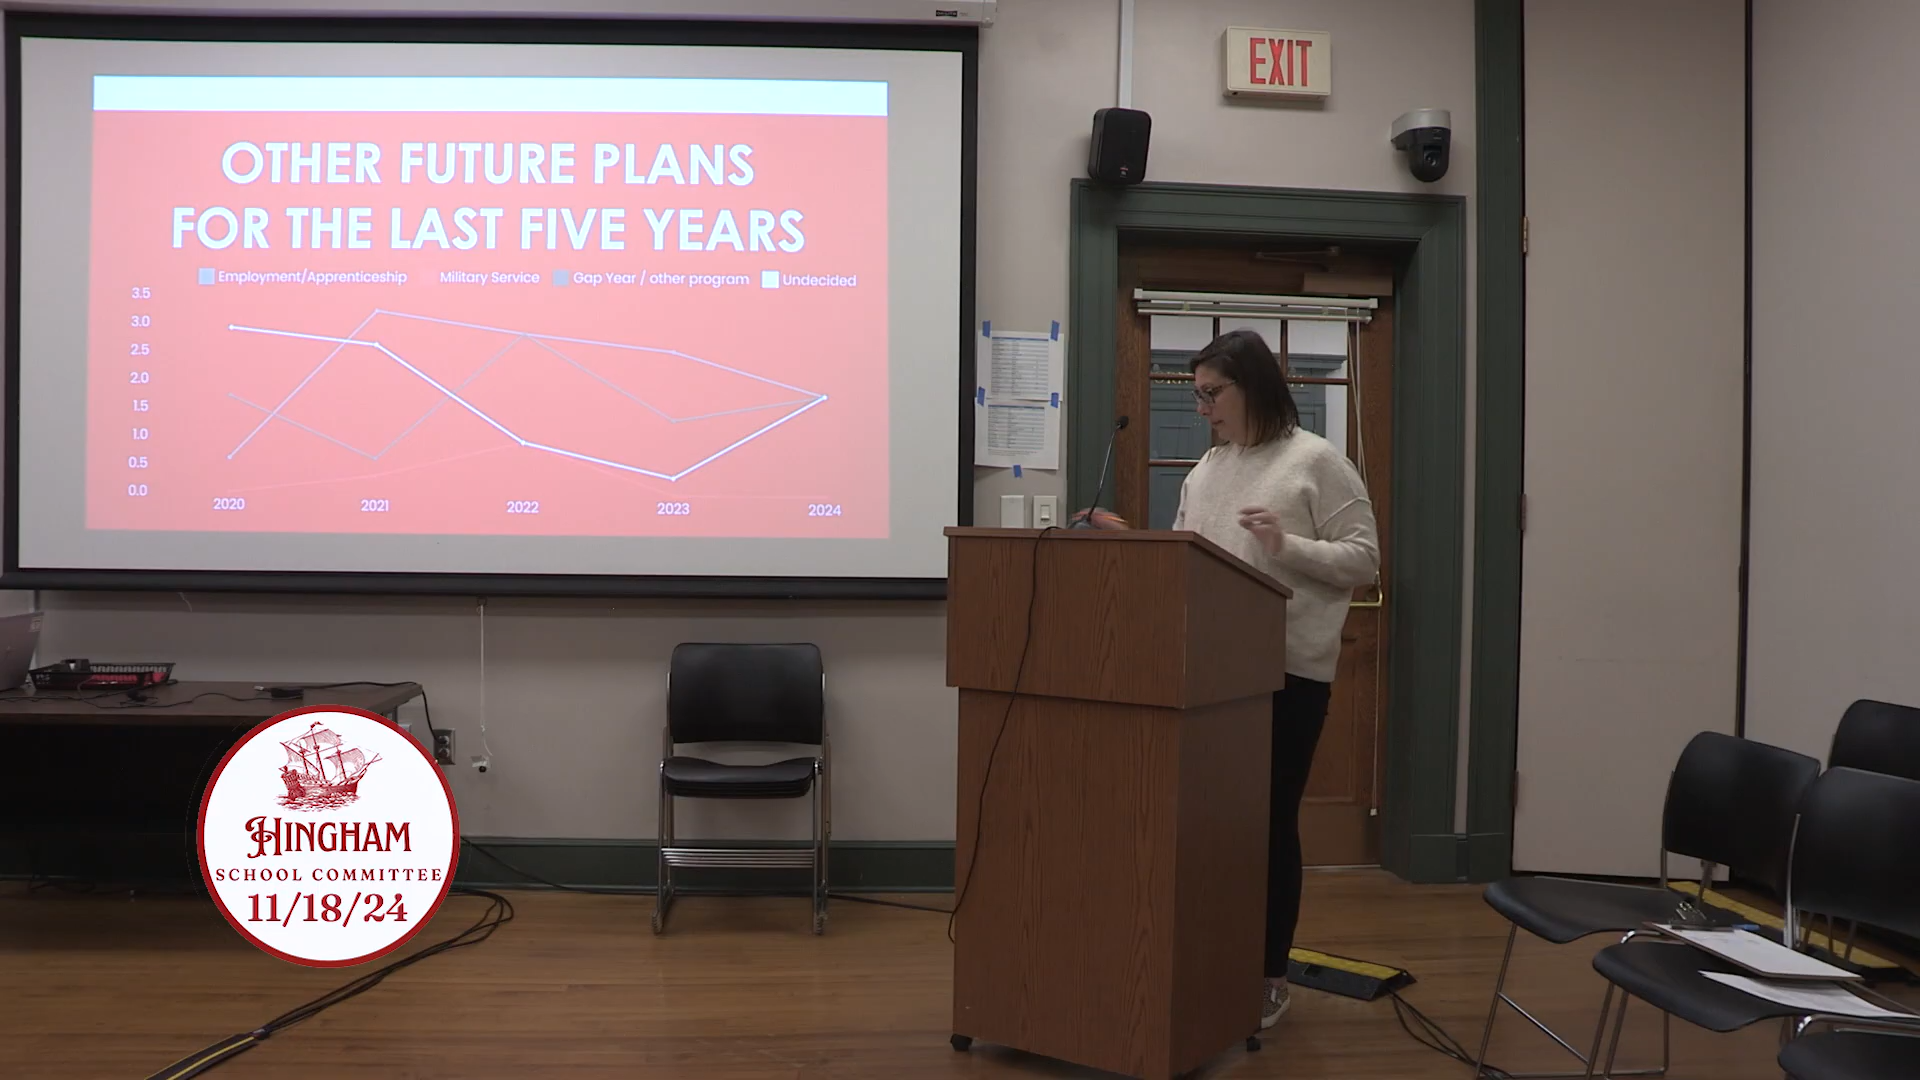 OTHER FUTURE PLANS
FOR THE LAST FIVE YEARS
Employment/Apprenticeship Military Service Gap Year / other program Undecided
3.5
3.0
2.5
2.0
1.5
1.0
0.5
0.0
2020 2021 2022 2023 2024
EXIT
HINGHAM
SCHOOL COMMITTEE
11/18/24